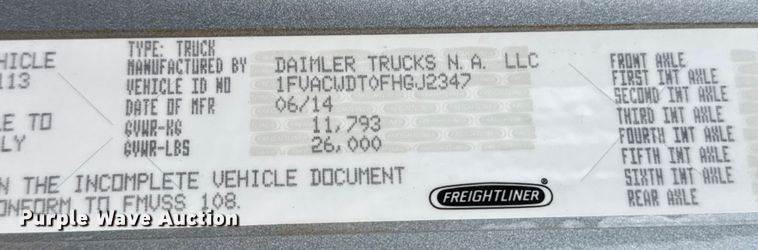 HICLE
113
E TO
LY
TYPE: TRUCK
MANUFACTURED BY DAIMLER TRUCKS N. A. LLC
VEHICLE ID NO 1FVACWDT0FHGJ2347
DATE OF MFR 06/14
GVWR-KG 11,793
GVWR-LBS 26,000
FRONT AXLE
FIRST INT AXLE
SECOND INT AXLE
THIRD INT AXLE
FOURTH INT AXLE
FIFTH INT AXLE
SIXTH INT AXLE
REAR AXLE
N THE INCOMPLETE VEHICLE DOCUMENT
ONFORM TO FMVSS 108.
FREIGHTLINER®
Purple Wave Auction